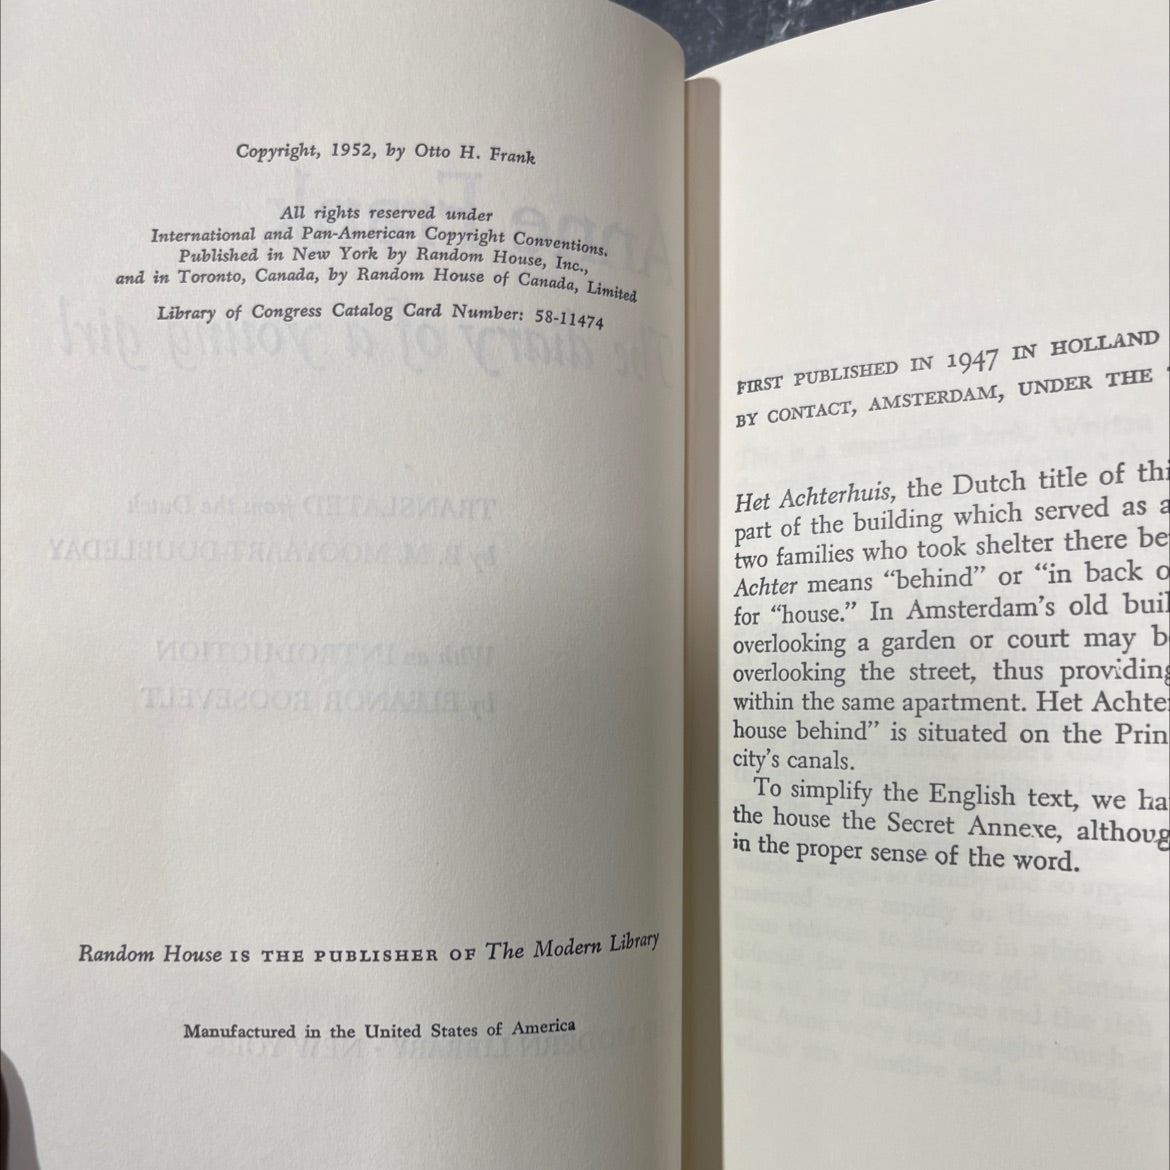 Copyright, 1952, by Otto H. Frank
All rights reserved under
International and Pan-American Copyright Conventions.
Published in New York by Random House, Inc.,
and in Toronto, Canada, by Random House of Canada, Limited
Library of Congress Catalog Card Number: 58-11474
Random House IS THE PUBLISHER OF The Modern Library
Manufactured in the United States of America
FIRST PUBLISHED IN 1947 IN HOLLAND
BY CONTACT, AMSTERDAM, UNDER THE
Het Achterhuis, the Dutch title of thi
part of the building which served as a
two families who took shelter there be
Achter means “behind” or “in back o
for “house.” In Amsterdam’s old buil
overlooking a garden or court may b
overlooking the street, thus providing
within the same apartment. Het Achte
house behind” is situated on the Prin
city’s canals.
To simplify the English text, we ha
the house the Secret Annexe, althoug
in the proper sense of the word.